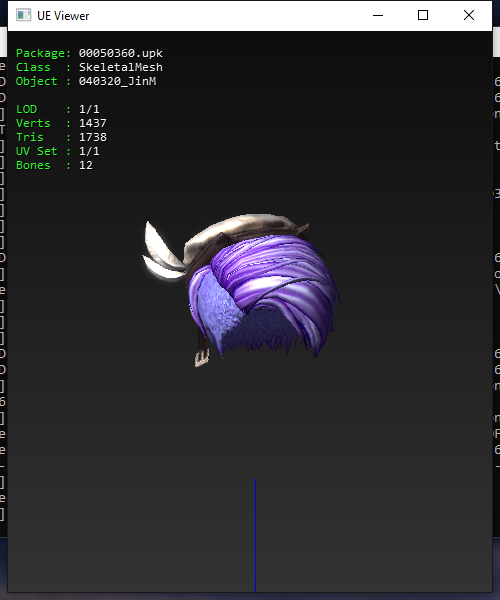 UE Viewer
Package: 00050360.upk
Class : SkeletalMesh
Object : 040320_JinM
LOD : 1/1
Verts : 1437
Tris : 1738
UV Set : 1/1
Bones : 12